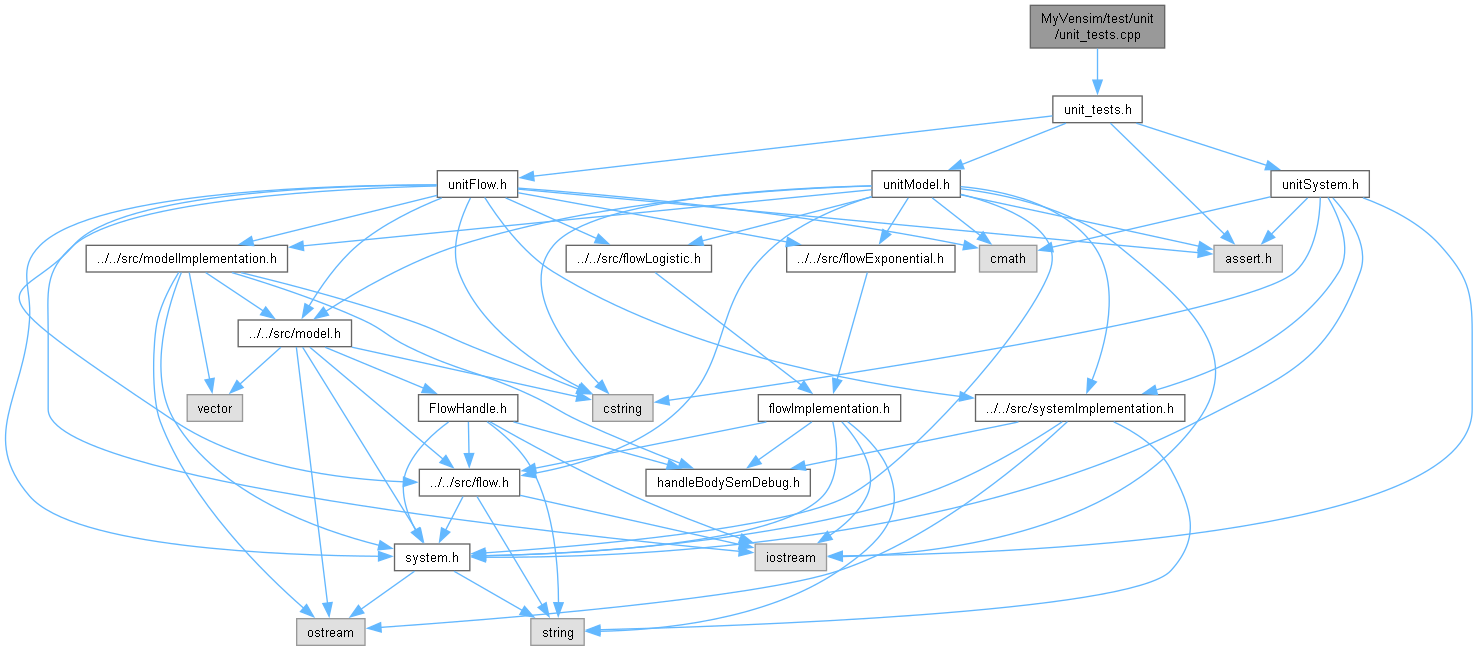 MyVensim/test/unit
/unit_tests.cpp
unit_tests.h
unitFlow.h
unitModel.h
unitSystem.h
../../src/modelImplementation.h
../../src/flowLogistic.h
../../src/flowExponential.h
cmath
assert.h
../../src/model.h
vector
FlowHandle.h
cstring
flowImplementation.h
../../src/systemImplementation.h
../../src/flow.h
handleBodySemDebug.h
system.h
iostream
ostream
string